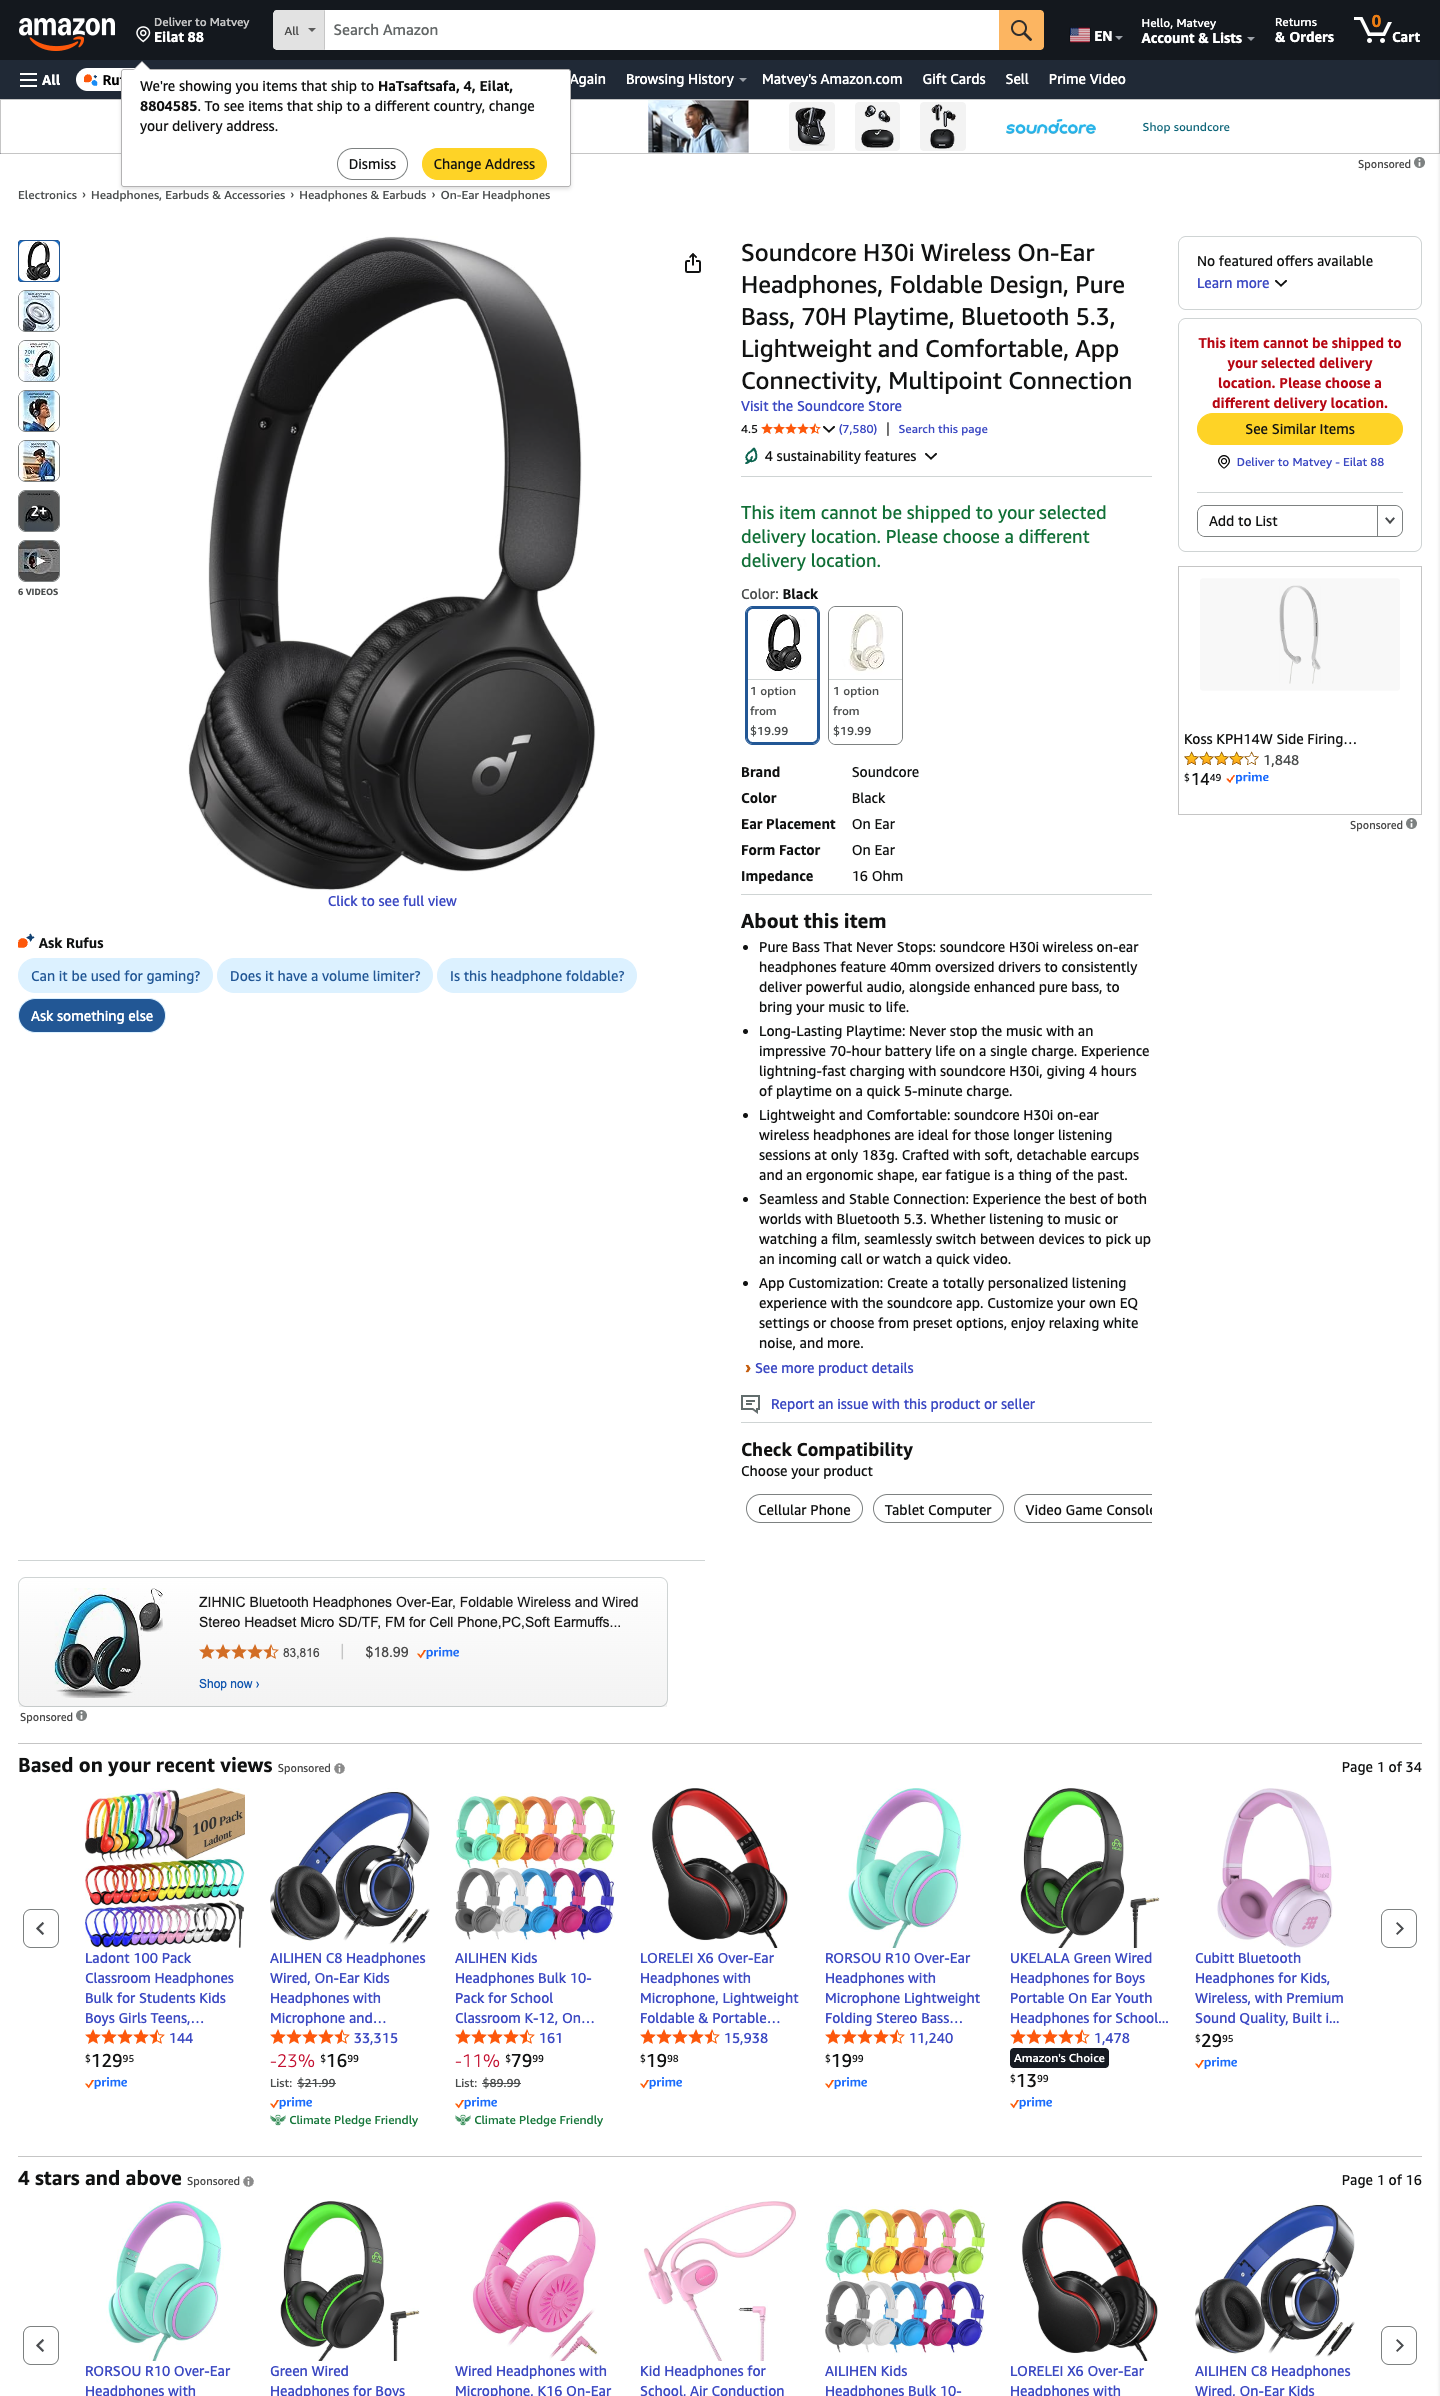 amazon
Deliver to Matvey
Eilat 88
All
Search Amazon
EN
Hello, Matvey
Account & Lists
Returns
& Orders
0
Cart
All
Again
Browsing History
Matvey's Amazon.com
Gift Cards
Sell
Prime Video
We're showing you items that ship to HaTsaftsafa, 4, Eilat,
8804585. To see items that ship to a different country, change
your delivery address.
Dismiss
Change Address
soundcore
Shop soundcore
Sponsored
Electronics › Headphones, Earbuds & Accessories › Headphones & Earbuds › On-Ear Headphones
2+
6 VIDEOS
Click to see full view
Ask Rufus
Can it be used for gaming?
Does it have a volume limiter?
Is this headphone foldable?
Ask something else
Soundcore H30i Wireless On-Ear
Headphones, Foldable Design, Pure
Bass, 70H Playtime, Bluetooth 5.3,
Lightweight and Comfortable, App
Connectivity, Multipoint Connection
Visit the Soundcore Store
4.5 (7,580) | Search this page
4 sustainability features
This item cannot be shipped to your selected
delivery location. Please choose a different
delivery location.
Color: Black
1 option
from
$19.99
1 option
from
$19.99
Brand Soundcore
Color Black
Ear Placement On Ear
Form Factor On Ear
Impedance 16 Ohm
About this item
• Pure Bass That Never Stops: soundcore H30i wireless on-ear
headphones feature 40mm oversized drivers to consistently
deliver powerful audio, alongside enhanced pure bass, to
bring your music to life.
• Long-Lasting Playtime: Never stop the music with an
impressive 70-hour battery life on a single charge. Experience
lightning-fast charging with soundcore H30i, giving 4 hours
of playtime on a quick 5-minute charge.
• Lightweight and Comfortable: soundcore H30i on-ear
wireless headphones are ideal for those longer listening
sessions at only 183g. Crafted with soft, detachable earcups
and an ergonomic shape, ear fatigue is a thing of the past.
• Seamless and Stable Connection: Experience the best of both
worlds with Bluetooth 5.3. Whether listening to music or
watching a film, seamlessly switch between devices to pick up
an incoming call or watch a quick video.
• App Customization: Create a totally personalized listening
experience with the soundcore app. Customize your own EQ
settings or choose from preset options, enjoy relaxing white
noise, and more.
› See more product details
Report an issue with this product or seller
Check Compatibility
Choose your product
Cellular Phone
Tablet Computer
Video Game Console
No featured offers available
Learn more
This item cannot be shipped to
your selected delivery
location. Please choose a
different delivery location.
See Similar Items
Deliver to Matvey - Eilat 88
Add to List
Koss KPH14W Side Firing…
1,848
$14 49 prime
Sponsored
ZIHNIC Bluetooth Headphones Over-Ear, Foldable Wireless and Wired
Stereo Headset Micro SD/TF, FM for Cell Phone,PC,Soft Earmuffs...
83,816 | $18.99 prime
Shop now ›
Sponsored
Based on your recent views Sponsored
Page 1 of 34
100 Pack
Ladont
Ladont 100 Pack
Classroom Headphones
Bulk for Students Kids
Boys Girls Teens,…
144
$129 95
prime
AILIHEN C8 Headphones
Wired, On-Ear Kids
Headphones with
Microphone and…
33,315
-23% $16 99
List: $21.99
prime
Climate Pledge Friendly
AILIHEN Kids
Headphones Bulk 10-
Pack for School
Classroom K-12, On…
161
-11% $79 99
List: $89.99
prime
Climate Pledge Friendly
LORELEI X6 Over-Ear
Headphones with
Microphone, Lightweight
Foldable & Portable…
15,938
$19 98
prime
RORSOU R10 Over-Ear
Headphones with
Microphone Lightweight
Folding Stereo Bass…
11,240
$19 99
prime
UKELALA Green Wired
Headphones for Boys
Portable On Ear Youth
Headphones for School…
1,478
Amazon's Choice
$13 99
prime
Cubitt Bluetooth
Headphones for Kids,
Wireless, with Premium
Sound Quality, Built i…
$29 95
prime
4 stars and above Sponsored
Page 1 of 16
RORSOU R10 Over-Ear
Headphones with
Green Wired
Headphones for Boys
Wired Headphones with
Microphone, K16 On-Ear
Kid Headphones for
School, Air Conduction
AILIHEN Kids
Headphones Bulk 10-
LORELEI X6 Over-Ear
Headphones with
AILIHEN C8 Headphones
Wired, On-Ear Kids